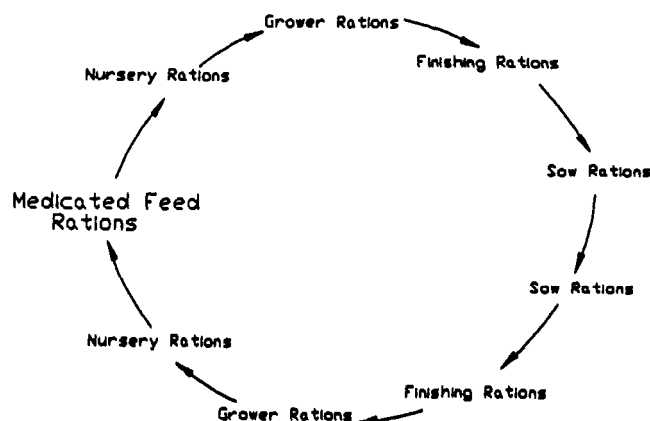 Grower Rations
Finishing Rations
Nursery Rations
Sow Rations
Medicated Feed
Rations
Sow Rations
Nursery Rations
Finishing Rations
Grower Rations